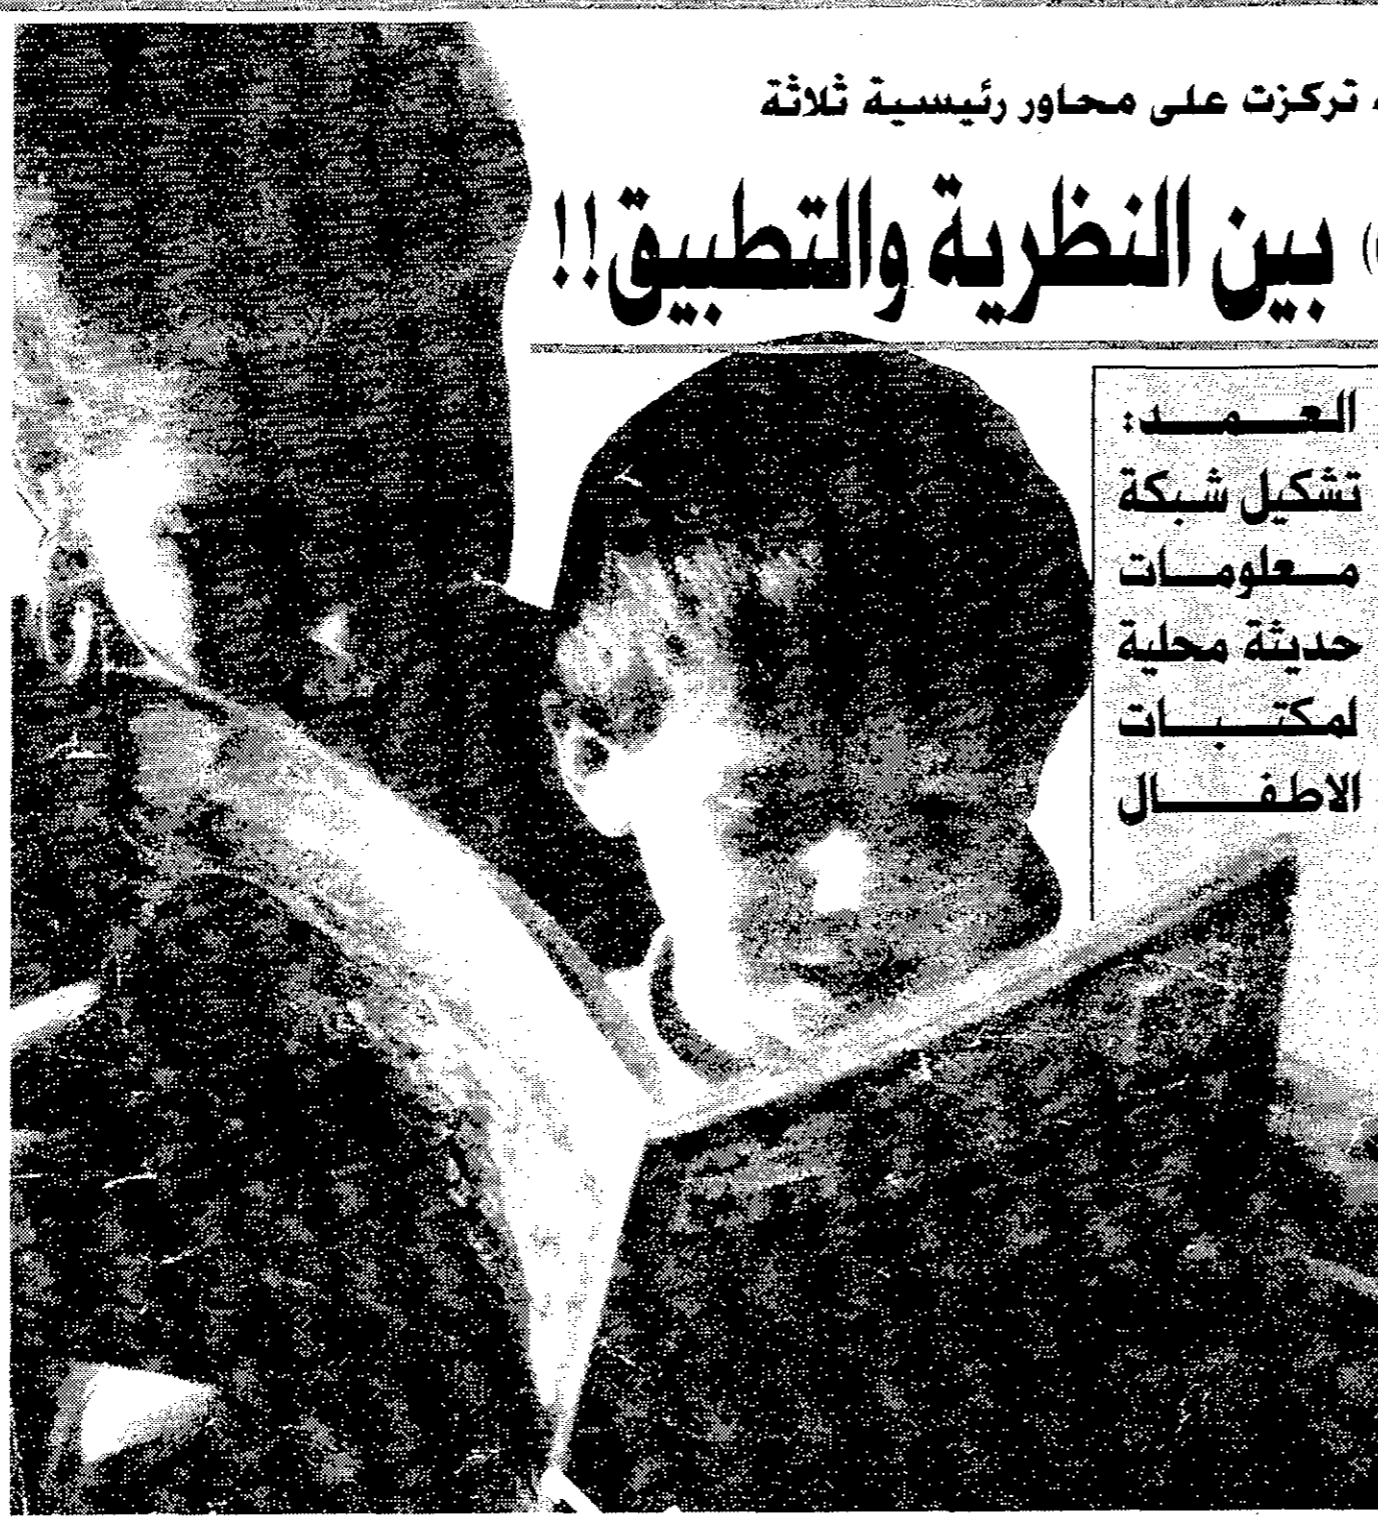 تركزت على محاور رئيسية ثلاثة
) بين النظرية والتطبيق!!
العمد:
تشكيل شبكة
معلومات
حديثة محلية
لمكتبات
الاطفال